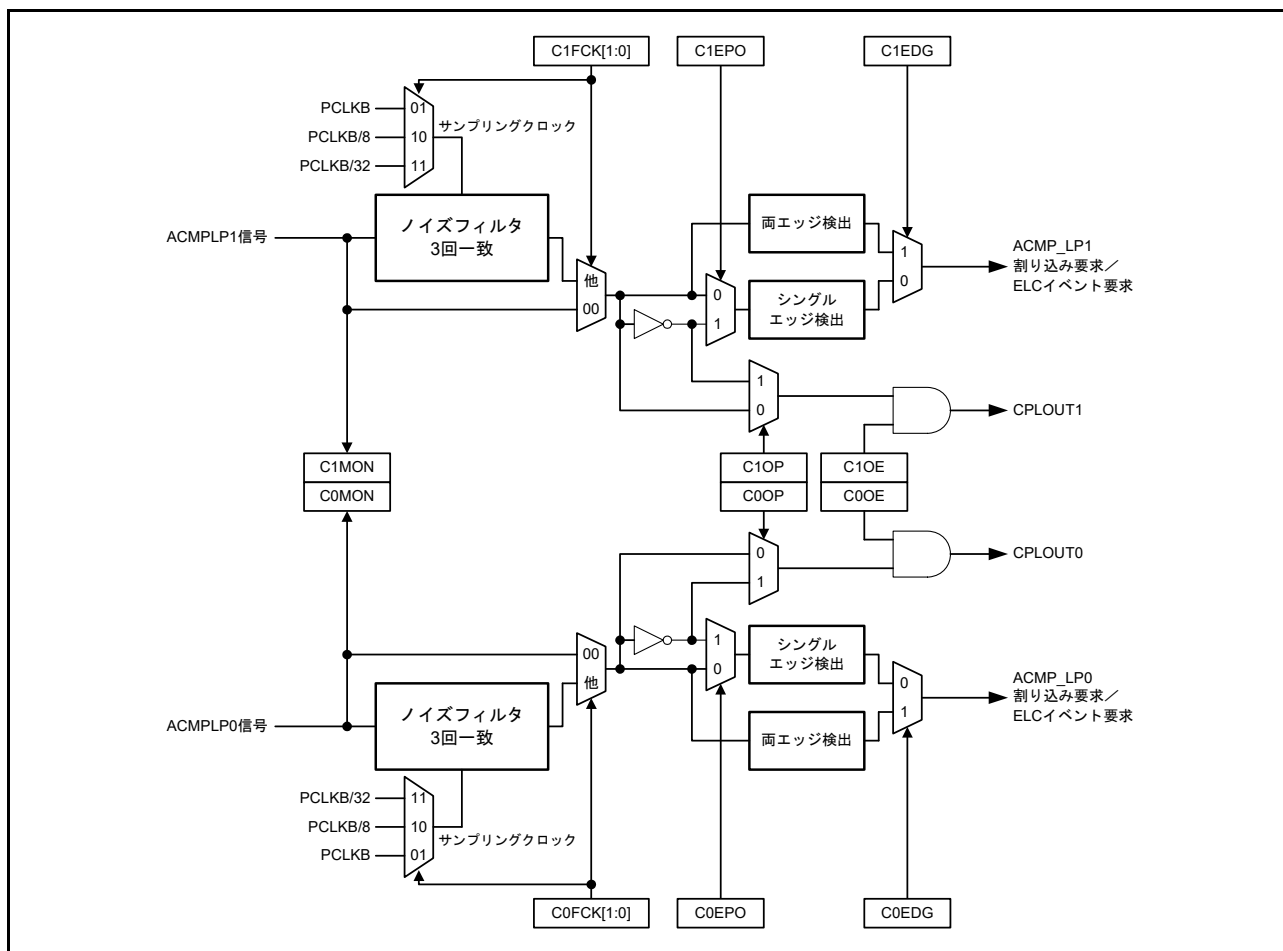 C1FCK[1:0]
C1EPO
C1EDG
PCLKB
01
サンプリングクロック
PCLKB/8
10
PCLKB/32
11
ノイズフィルタ
3回一致
両エッジ検出
ACMPLP1信号
1
0
ACMP_LP1
割り込み要求/
ELCイベント要求
他
00
0
1
シングル
エッジ検出
1
0
CPLOUT1
C1MON
C0MON
C1OP
C0OP
C1OE
C0OE
0
1
CPLOUT0
00
他
1
0
シングル
エッジ検出
0
1
ACMP_LP0
割り込み要求/
ELCイベント要求
ACMPLP0信号
ノイズフィルタ
3回一致
両エッジ検出
PCLKB/32
11
PCLKB/8
10
サンプリングクロック
PCLKB
01
C0FCK[1:0]
C0EPO
C0EDG